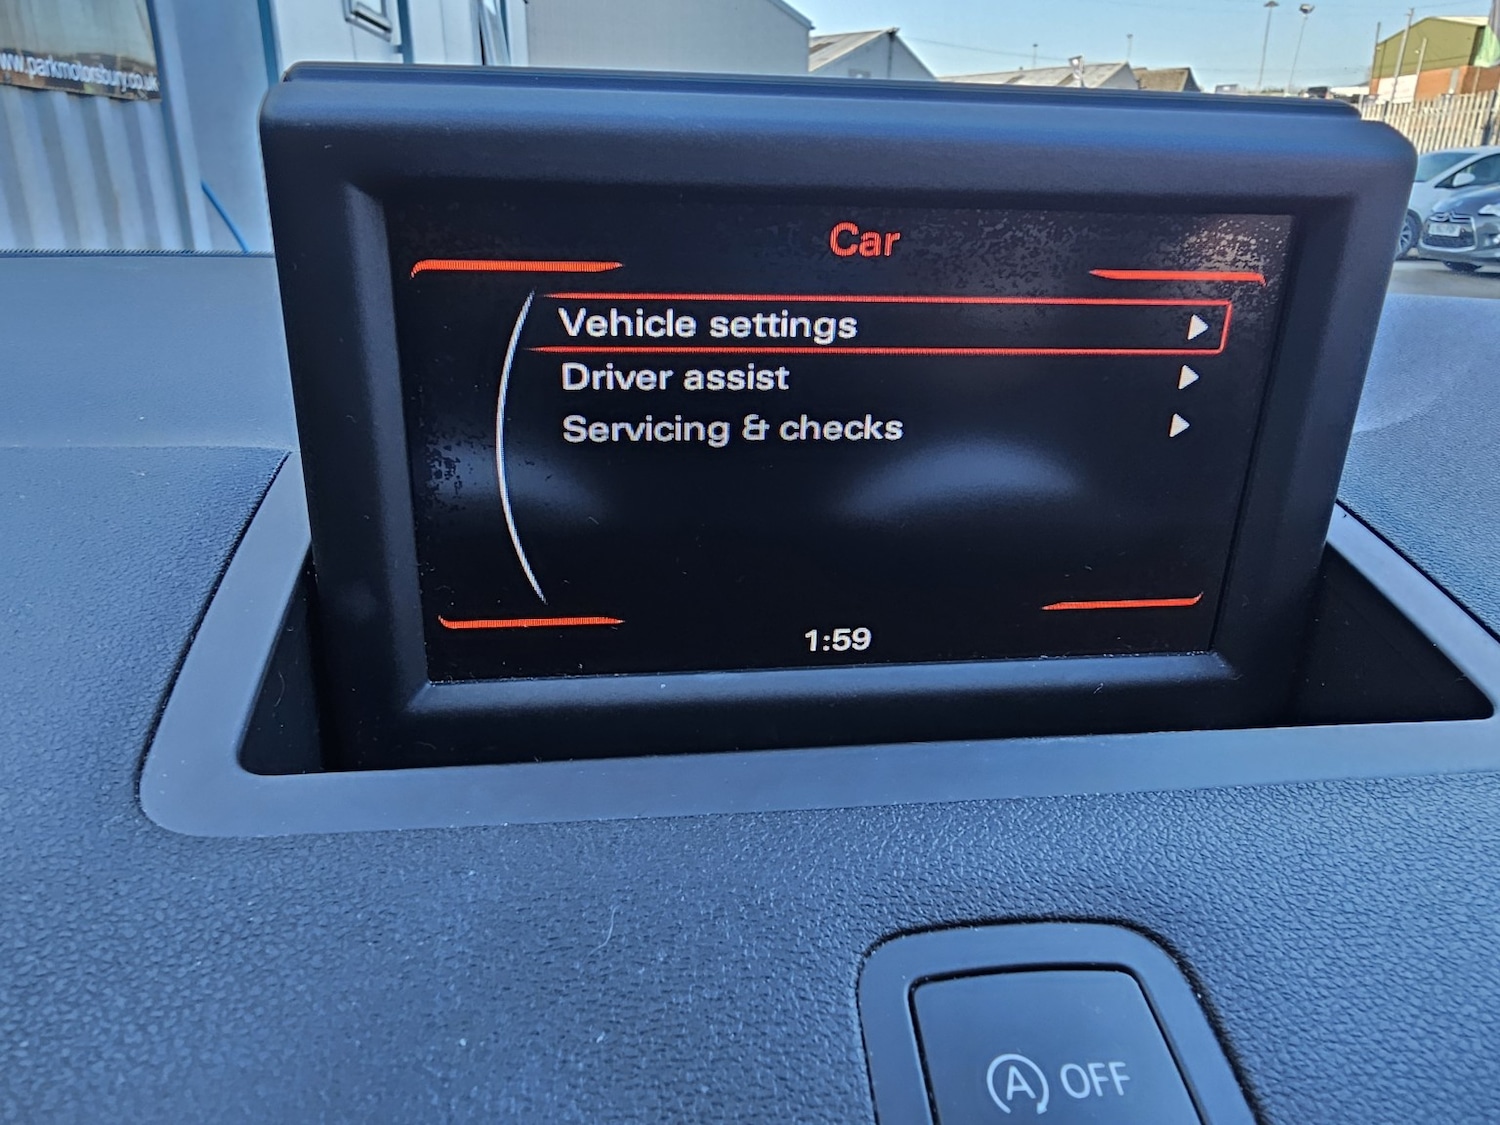 www.parkmotorsbury.co.uk
Car
Vehicle settings
Driver assist
Servicing & checks
1:59
A OFF